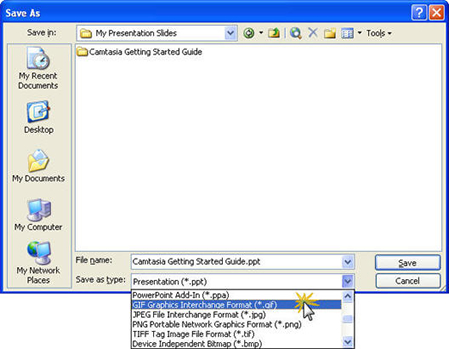 Save As
Save in:
My Presentation Slides
Tools
Camtasia Getting Started Guide
My Recent
Documents
Desktop
My Documents
My Computer
My Network
Places
File name:
Camtasia Getting Started Guide.ppt
Save
Save as type:
Presentation (*.ppt)
Cancel
PowerPoint Add-In (*.ppa)
GIF Graphics Interchange Format (*.gif)
JPEG File Interchange Format (*.jpg)
PNG Portable Network Graphics Format (*.png)
TIFF Tag Image File Format (*.tif)
Device Independent Bitmap (*.bmp)